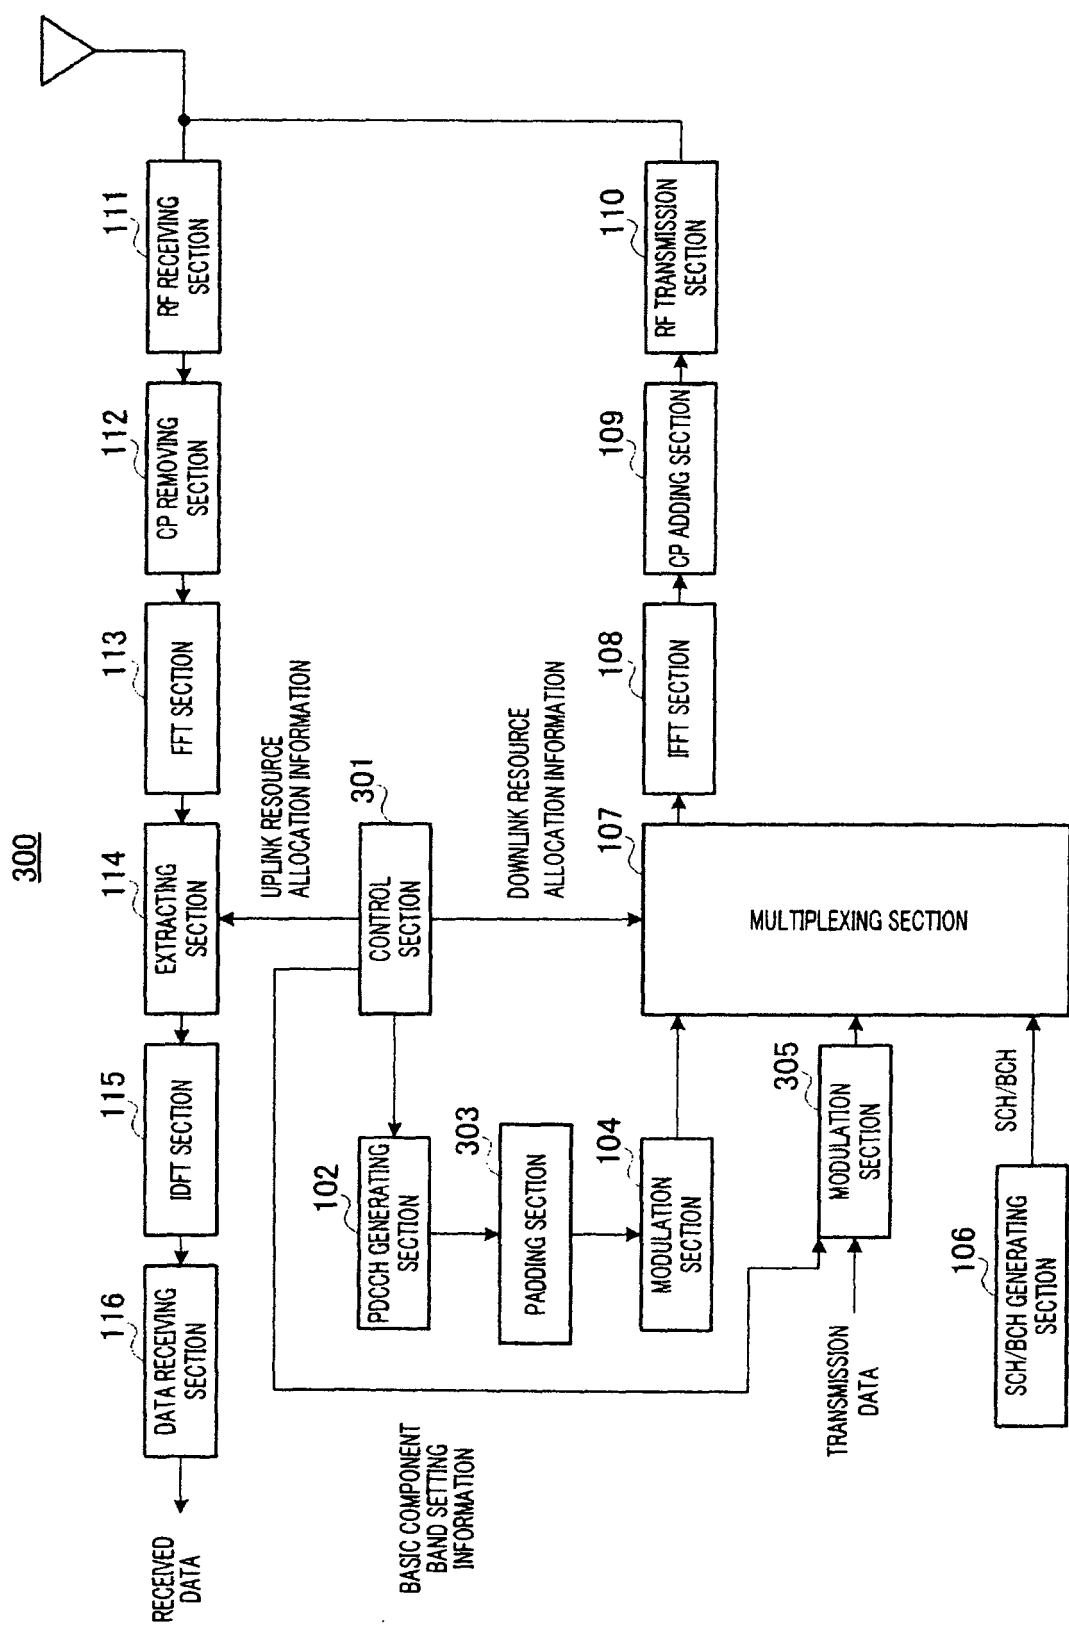 300
RECEIVED
DATA
116
DATA RECEIVING
SECTION
115
IDFT SECTION
114
EXTRACTING
SECTION
113
FFT SECTION
112
CP REMOVING
SECTION
111
RF RECEIVING
SECTION
UPLINK RESOURCE
ALLOCATION INFORMATION
301
CONTROL
SECTION
DOWNLINK RESOURCE
ALLOCATION INFORMATION
BASIC COMPONENT
BAND SETTING
INFORMATION
102
PDCCH GENERATING
SECTION
303
PADDING SECTION
104
MODULATION
SECTION
107
MULTIPLEXING SECTION
108
IFFT SECTION
109
CP ADDING SECTION
110
RF TRANSMISSION
SECTION
TRANSMISSION
DATA
305
MODULATION
SECTION
106
SCH/BCH GENERATING
SECTION
SCH/BCH